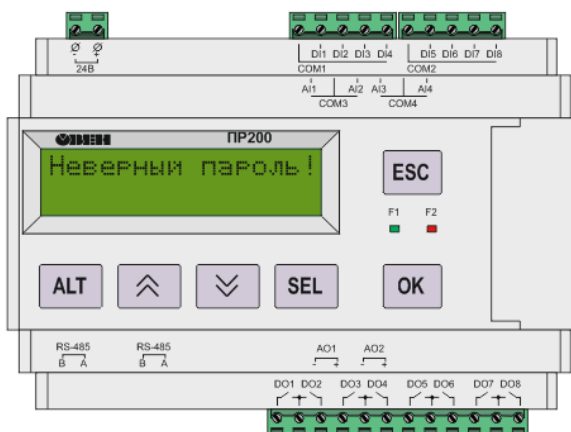 - +
24В
DI1 DI2 DI3 DI4 DI5 DI6 DI7 DI8
COM1 COM2
AI1 AI2 AI3 AI4
COM3 COM4
ОВЕН ПР200
Неверный пароль!
ESC
F1 F2
ALT SEL OK
RS-485 RS-485 AO1 AO2
B A B A - + - +
DO1 DO2 DO3 DO4 DO5 DO6 DO7 DO8